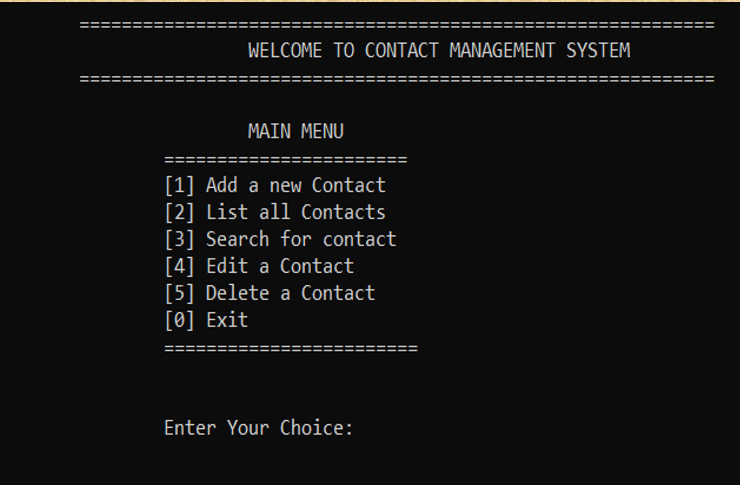 ============================================================
WELCOME TO CONTACT MANAGEMENT SYSTEM
============================================================
MAIN MENU
=======================
[1] Add a new Contact
[2] List all Contacts
[3] Search for contact
[4] Edit a Contact
[5] Delete a Contact
[0] Exit
========================
Enter Your Choice: